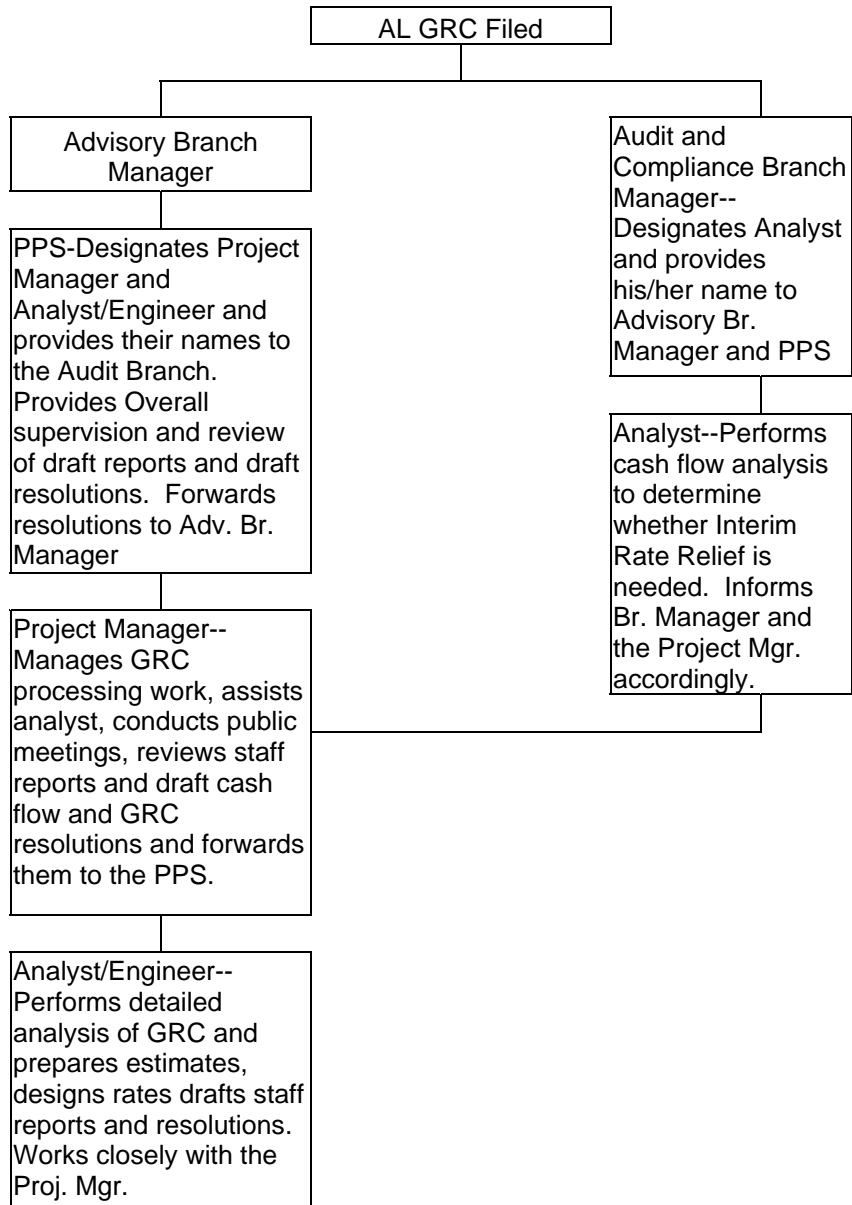 AL GRC Filed
Advisory Branch
Manager
PPS-Designates Project
Manager and
Analyst/Engineer and
provides their names to
the Audit Branch.
Provides Overall
supervision and review
of draft reports and draft
resolutions.  Forwards
resolutions to Adv. Br.
Manager
Project Manager--
Manages GRC
processing work, assists
analyst, conducts public
meetings, reviews staff
reports and draft cash
flow and GRC
resolutions and forwards
them to the PPS.
Analyst/Engineer--
Performs detailed
analysis of GRC and
prepares estimates,
designs rates drafts staff
reports and resolutions.
Works closely with the
Proj. Mgr.
Audit and
Compliance Branch
Manager--
Designates Analyst
and provides
his/her name to
Advisory Br.
Manager and PPS
Analyst--Performs
cash flow analysis
to determine
whether Interim
Rate Relief is
needed.  Informs
Br. Manager and
the Project Mgr.
accordingly.